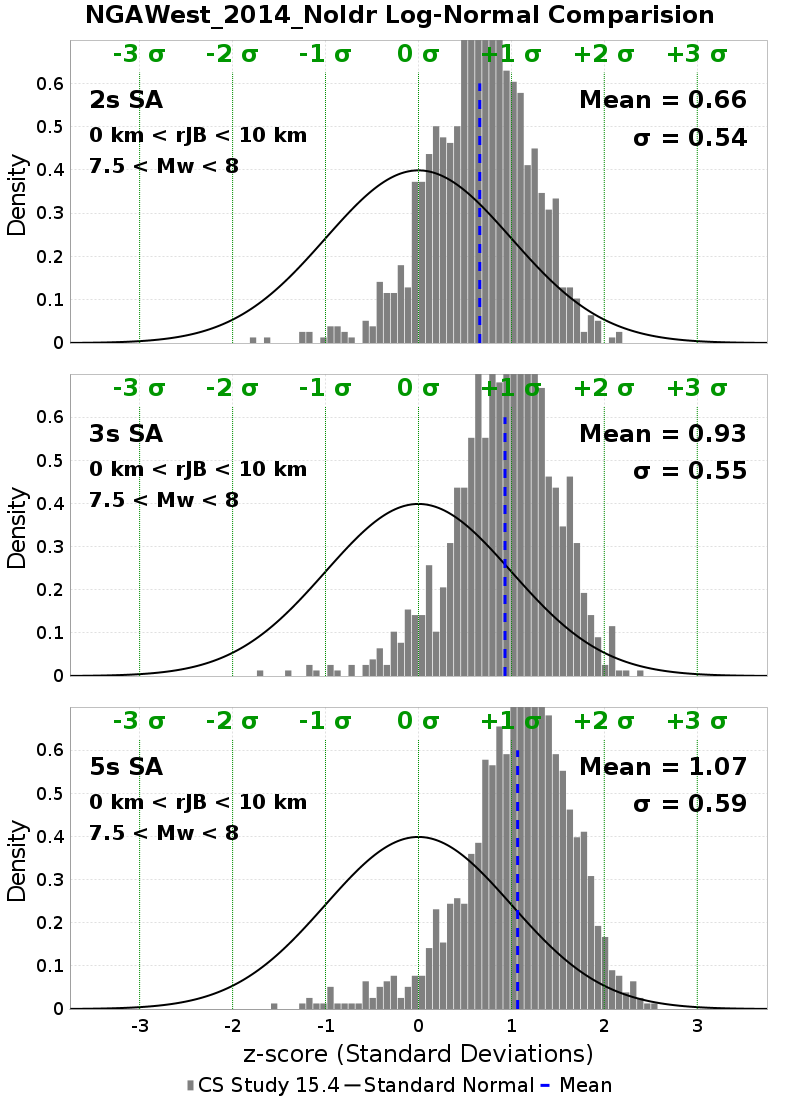 NGAWest_2014_NoIdr Log-Normal Comparision
-3 σ -2 σ -1 σ 0 σ +1 σ +2 σ +3 σ
2s SA
Mean = 0.66
0 km < rJB < 10 km
σ = 0.54
7.5 < Mw < 8
Density
0.6
0.5
0.4
0.3
0.2
0.1
0
-3 σ -2 σ -1 σ 0 σ +1 σ +2 σ +3 σ
3s SA
Mean = 0.93
0 km < rJB < 10 km
σ = 0.55
7.5 < Mw < 8
Density
0.6
0.5
0.4
0.3
0.2
0.1
0
-3 σ -2 σ -1 σ 0 σ +1 σ +2 σ +3 σ
5s SA
Mean = 1.07
0 km < rJB < 10 km
σ = 0.59
7.5 < Mw < 8
Density
0.6
0.5
0.4
0.3
0.2
0.1
0
-3 -2 -1 0 1 2 3
z-score (Standard Deviations)
CS Study 15.4 Standard Normal Mean